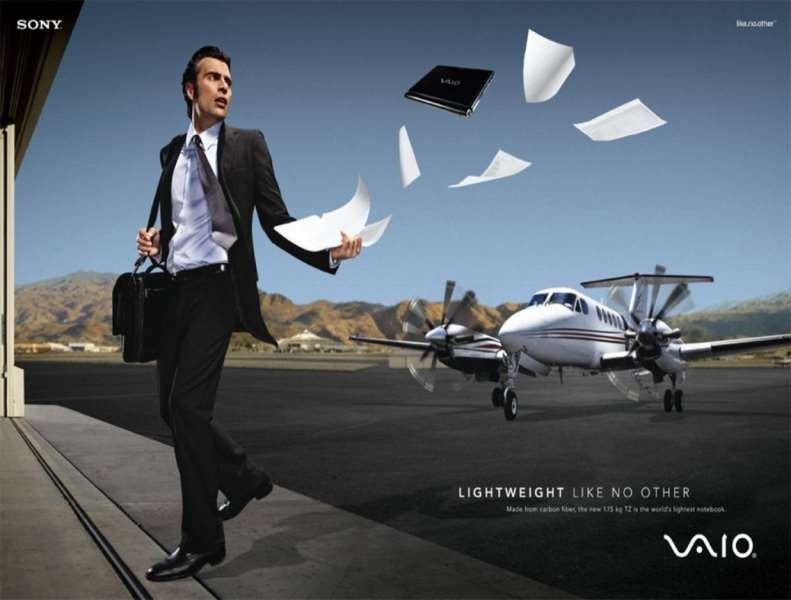 SONY
like.no.other™
VAIO
LIGHTWEIGHT LIKE NO OTHER
Made from carbon fiber, the new 1.15 kg TZ is the world's lightest notebook.
VAIO®